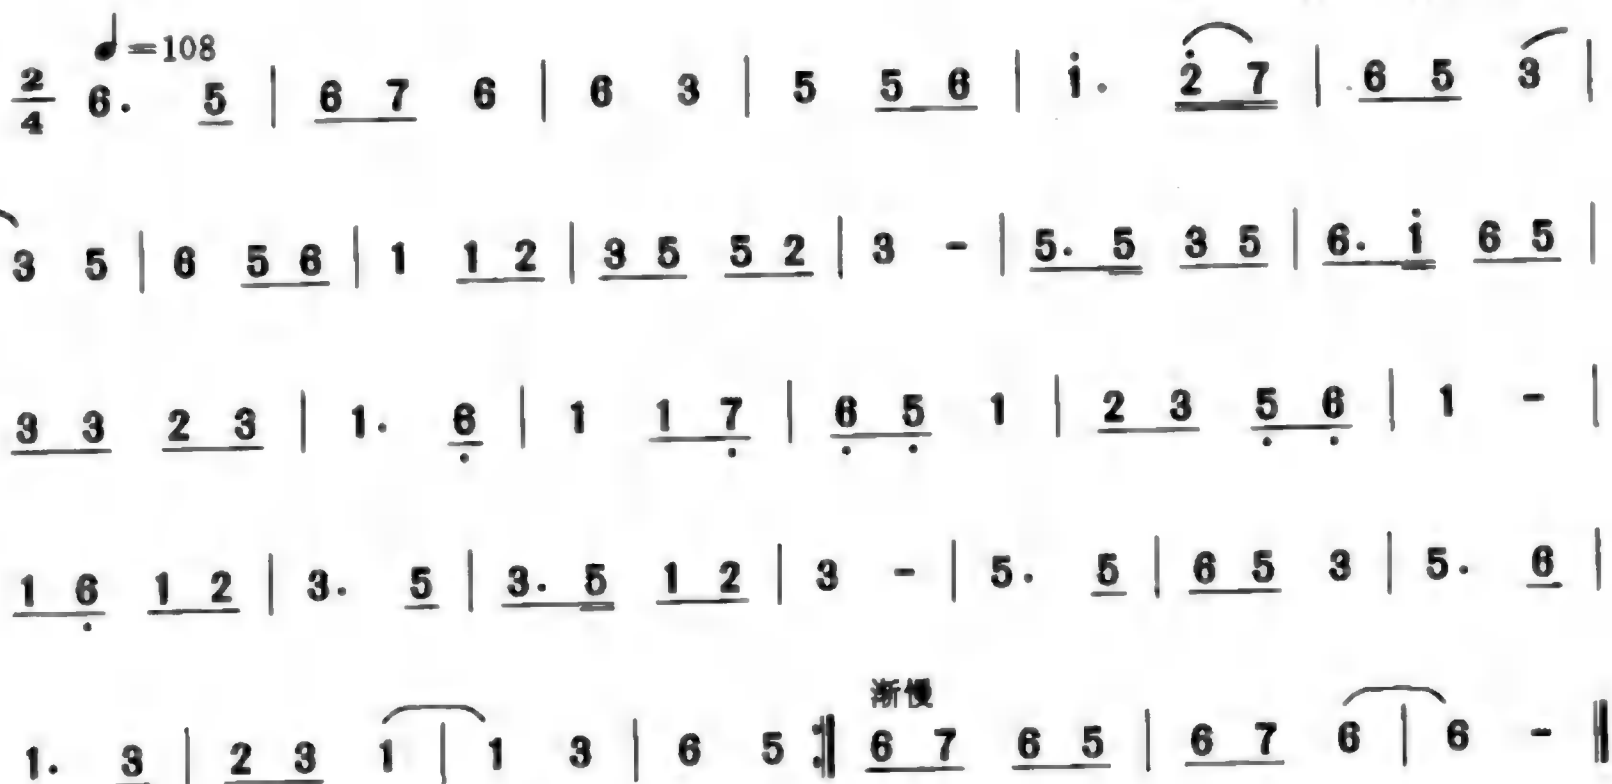 ♩=108
2/4 6. 5 | 6 7 6 | 6 3 | 5 5 6 | i. 2̇ 7 | 6 5 3 |
3 5 | 6 5 6 | 1 1 2 | 3 5 5 2 | 3 - | 5. 5 3 5 | 6. i 6 5 |
3 3 2 3 | 1. 6̣ | 1 1 7̣ | 6̣ 5̣ 1 | 2 3 5̣ 6̣ | 1 - |
1 6̣ 1 2 | 3. 5 | 3. 5 1 2 | 3 - | 5. 5 | 6 5 3 | 5. 6 |
渐慢
1. 3 | 2 3 1 | 1 3 | 6 5 :‖ 6 7 6 5 | 6 7 6 | 6 - ‖